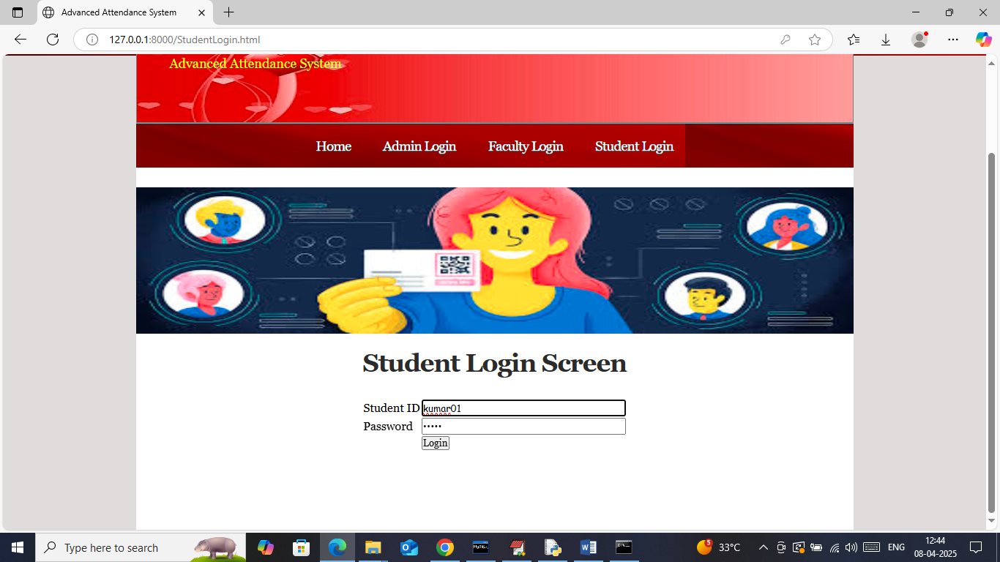 Advanced Attendance System
127.0.0.1:8000/StudentLogin.html
Advanced Attendance System
Home Admin Login Faculty Login Student Login
Student Login Screen
Student ID kumar01
Password •••••
Login
Type here to search
5 33°C ENG 12:44
08-04-2025